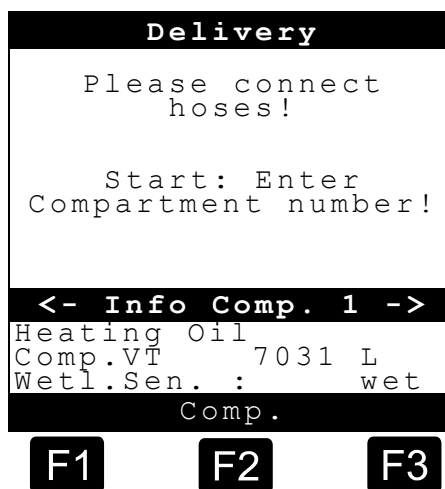 Delivery
Please connect
hoses!
Start: Enter
Compartment number!
<- Info Comp. 1 ->
Heating Oil
Comp.VT 7031 L
Wetl.Sen. : wet
Comp.
F1 F2 F3